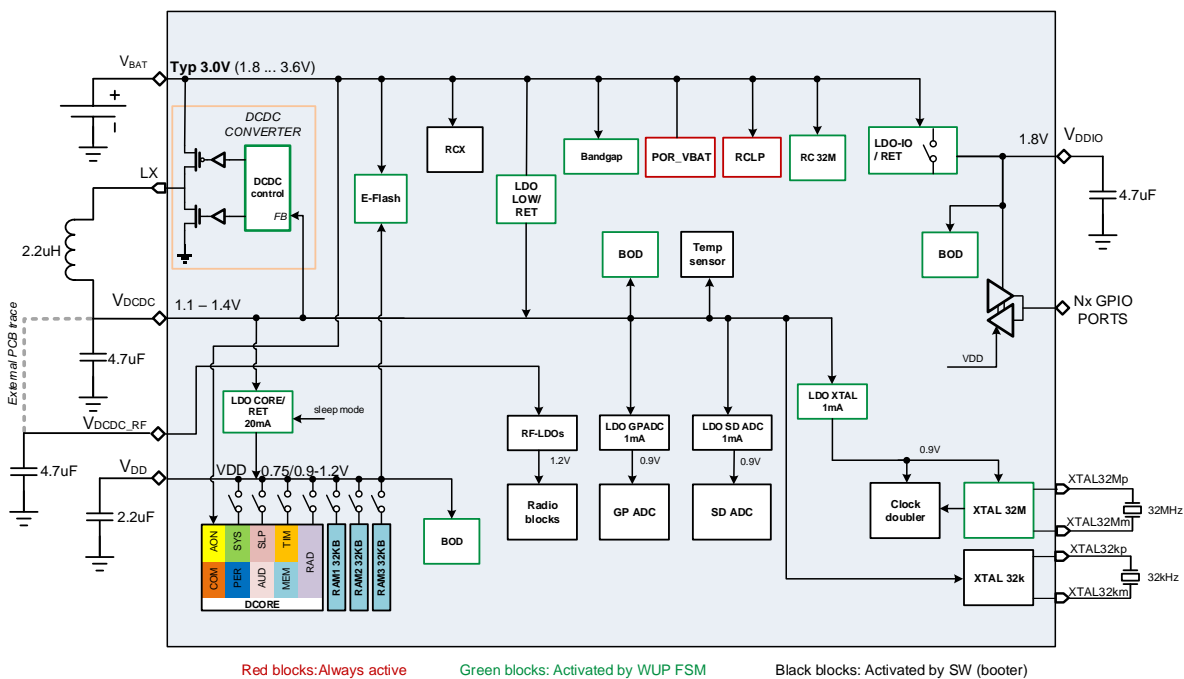 VBAT
Typ 3.0V (1.8 ... 3.6V)
+
DCDC
CONVERTER
DCDC
control
FB
LX
2.2uH
E-Flash
RCX
LDO
LOW/
RET
Bandgap
POR_VBAT
RCLP
RC 32M
LDO-IO
/ RET
1.8V
VDDIO
4.7uF
BOD
Temp
sensor
BOD
Nx GPIO
PORTS
VDD
VDCDC
1.1 – 1.4V
External PCB trace
4.7uF
LDO CORE/
RET
20mA
sleep mode
VDCDC_RF
4.7uF
RF-LDOs
1.2V
Radio
blocks
LDO GPADC
1mA
0.9V
GP ADC
LDO SD ADC
1mA
0.9V
SD ADC
LDO XTAL
1mA
0.9V
Clock
doubler
XTAL 32M
XTAL32Mp
32MHz
XTAL32Mm
XTAL 32k
XTAL32kp
32kHz
XTAL32km
VDD
VDD 0.75/0.9-1.2V
2.2uF
AON
SYS
SLP
TIM
RAD
COM
PER
AUD
MEM
DCORE
RAM1 32KB
RAM2 32KB
RAM3 32KB
BOD
Red blocks:Always active
Green blocks: Activated by WUP FSM
Black blocks: Activated by SW (booter)